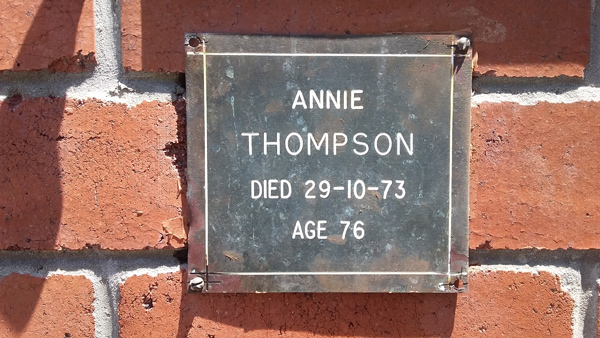 ANNIE
THOMPSON
DIED 29-10-73
AGE 76